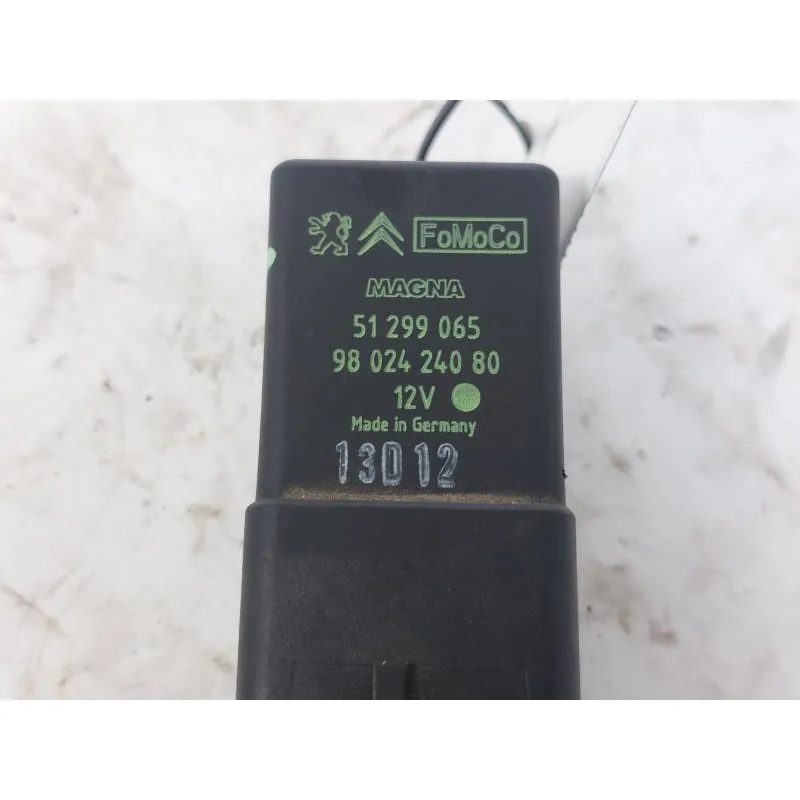 FoMoCo
MAGNA
51 299 065
98 024 240 80
12V
Made in Germany
13D12